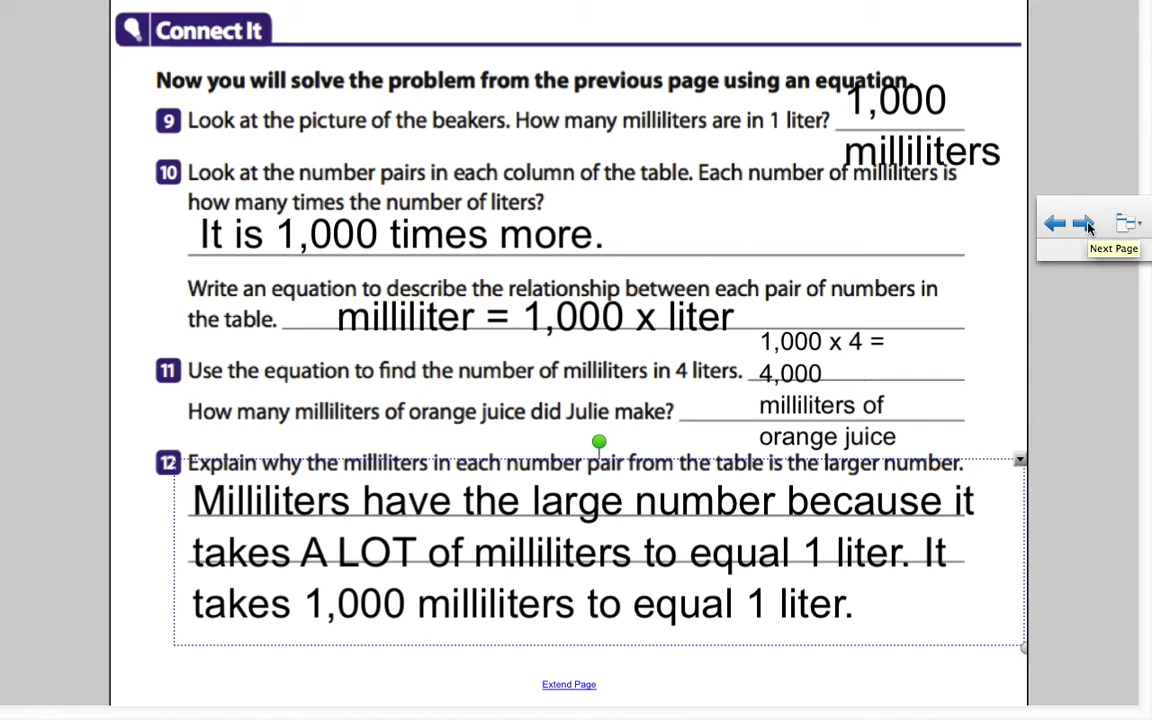 Connect It
Now you will solve the problem from the previous page using an equation.
1,000
9 Look at the picture of the beakers. How many milliliters are in 1 liter?
milliliters
10 Look at the number pairs in each column of the table. Each number of milliliters is
how many times the number of liters?
It is 1,000 times more.
Write an equation to describe the relationship between each pair of numbers in
the table. milliliter = 1,000 x liter
1,000 x 4 =
11 Use the equation to find the number of milliliters in 4 liters. 4,000
milliliters of
How many milliliters of orange juice did Julie make?
orange juice
12 Explain why the milliliters in each number pair from the table is the larger number.
Milliliters have the large number because it
takes A LOT of milliliters to equal 1 liter. It
takes 1,000 milliliters to equal 1 liter.
Extend Page
Next Page